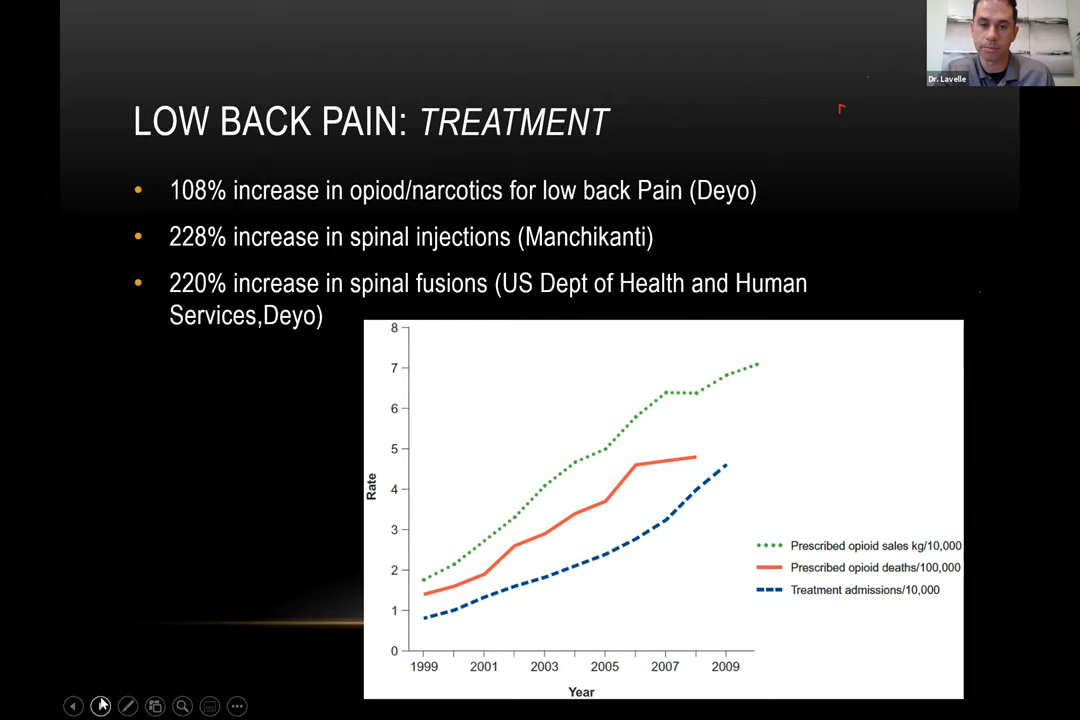 Dr. Lavelle
LOW BACK PAIN: TREATMENT
• 108% increase in opiod/narcotics for low back Pain (Deyo)
• 228% increase in spinal injections (Manchikanti)
• 220% increase in spinal fusions (US Dept of Health and Human
Services,Deyo)
8
7
6
5
4
3
2
1
0
Rate
Prescribed opioid sales kg/10,000
Prescribed opioid deaths/100,000
Treatment admissions/10,000
1999 2001 2003 2005 2007 2009
Year